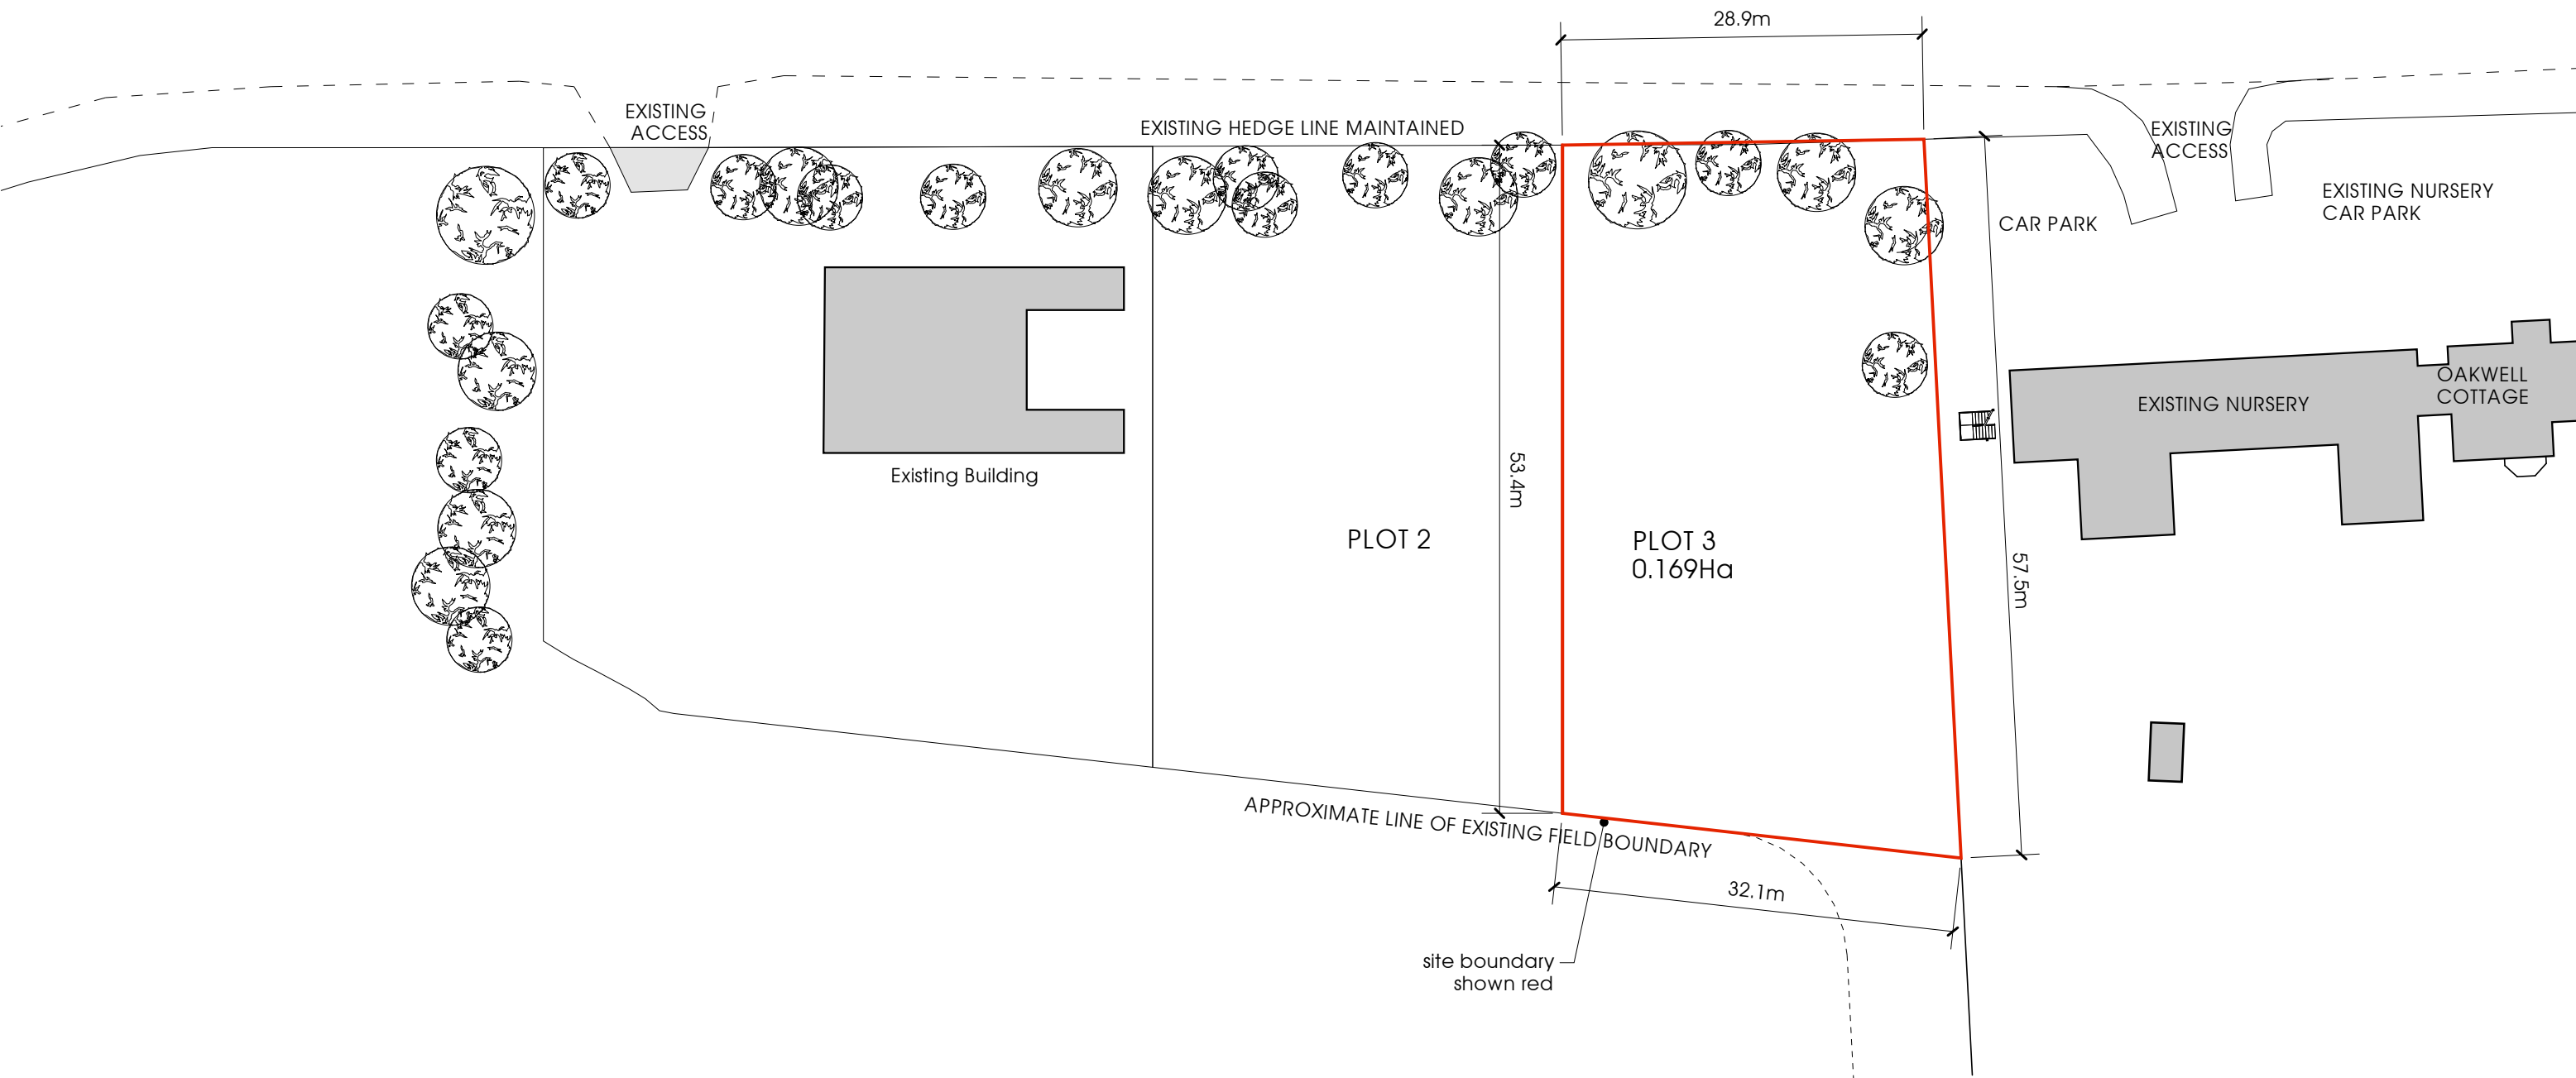 28.9m
EXISTING
ACCESS
EXISTING HEDGE LINE MAINTAINED
EXISTING
ACCESS
EXISTING NURSERY
CAR PARK
CAR PARK
OAKWELL
COTTAGE
EXISTING NURSERY
Existing Building
53.4m
PLOT 2
PLOT 3
0.169Ha
57.5m
APPROXIMATE LINE OF EXISTING FIELD BOUNDARY
32.1m
site boundary
shown red